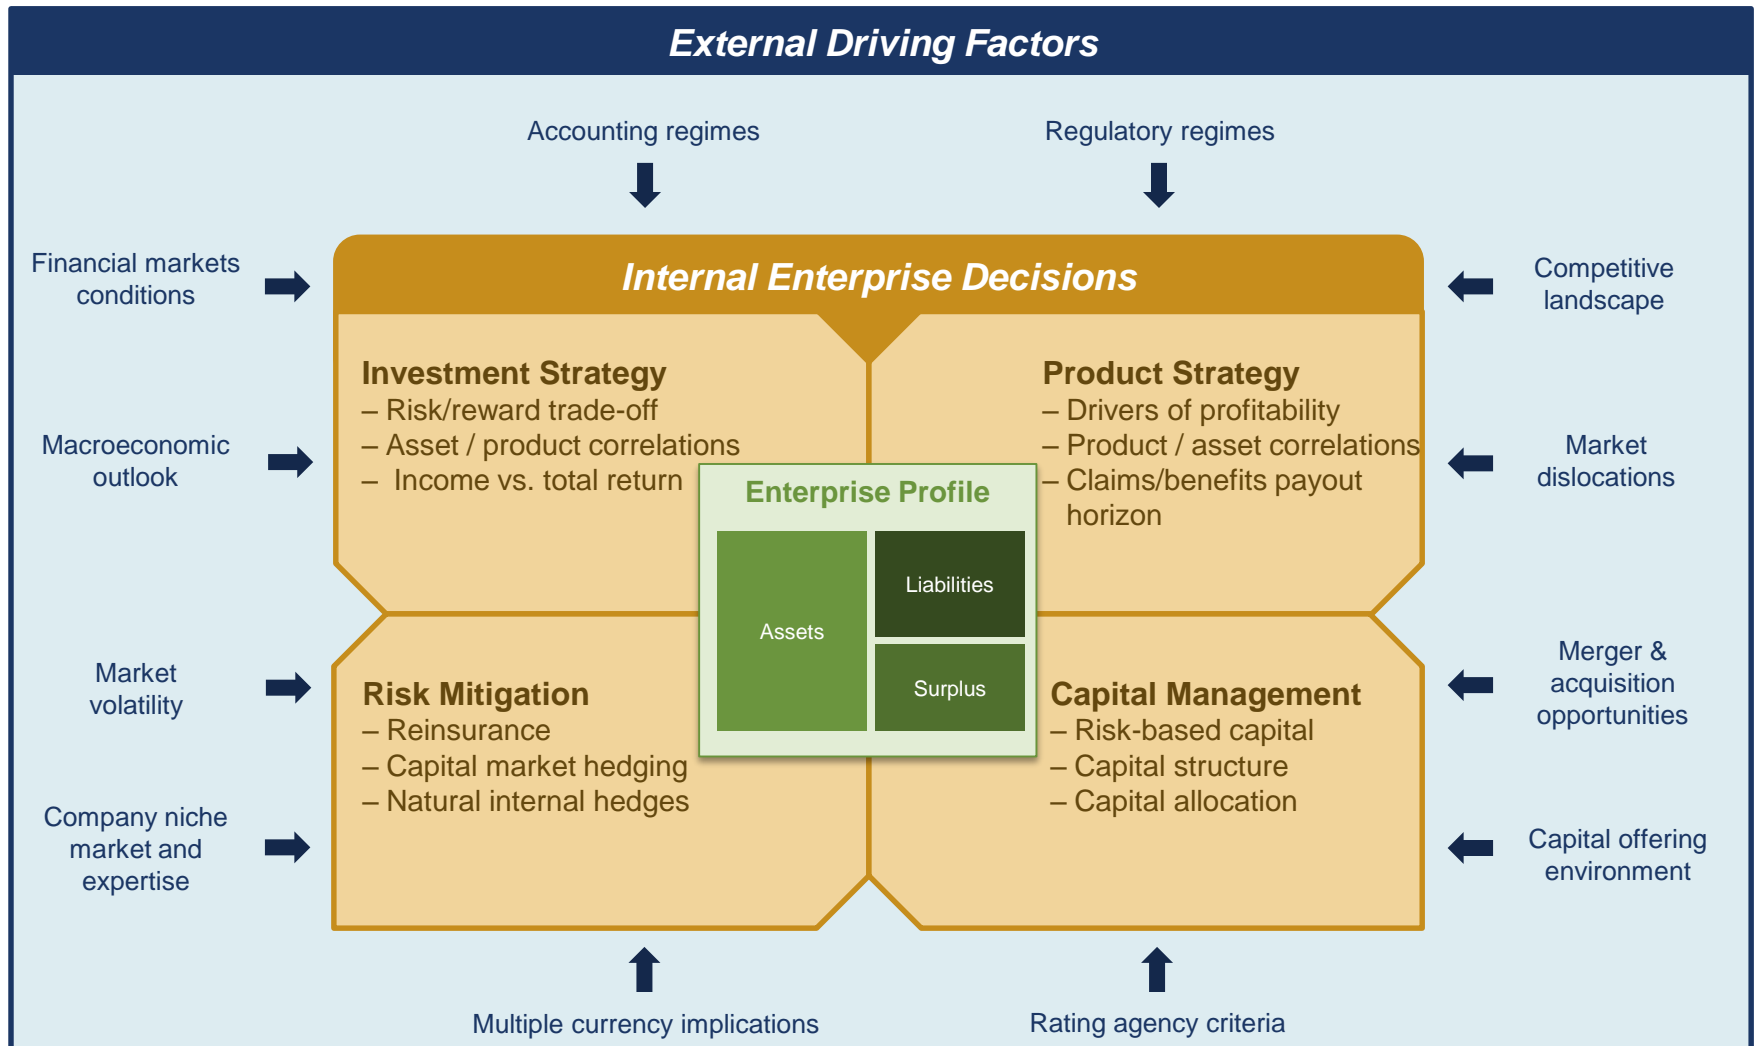 External Driving Factors
Accounting regimes
Regulatory regimes
Financial markets
conditions
Macroeconomic
outlook
Market
volatility
Company niche
market and
expertise
Internal Enterprise Decisions
Investment Strategy
– Risk/reward trade-off
– Asset / product correlations
– Income vs. total return
Product Strategy
– Drivers of profitability
– Product / asset correlations
– Claims/benefits payout
horizon
Enterprise Profile
Assets
Liabilities
Surplus
Risk Mitigation
– Reinsurance
– Capital market hedging
– Natural internal hedges
Capital Management
– Risk-based capital
– Capital structure
– Capital allocation
Competitive
landscape
Market
dislocations
Merger &
acquisition
opportunities
Capital offering
environment
Multiple currency implications
Rating agency criteria